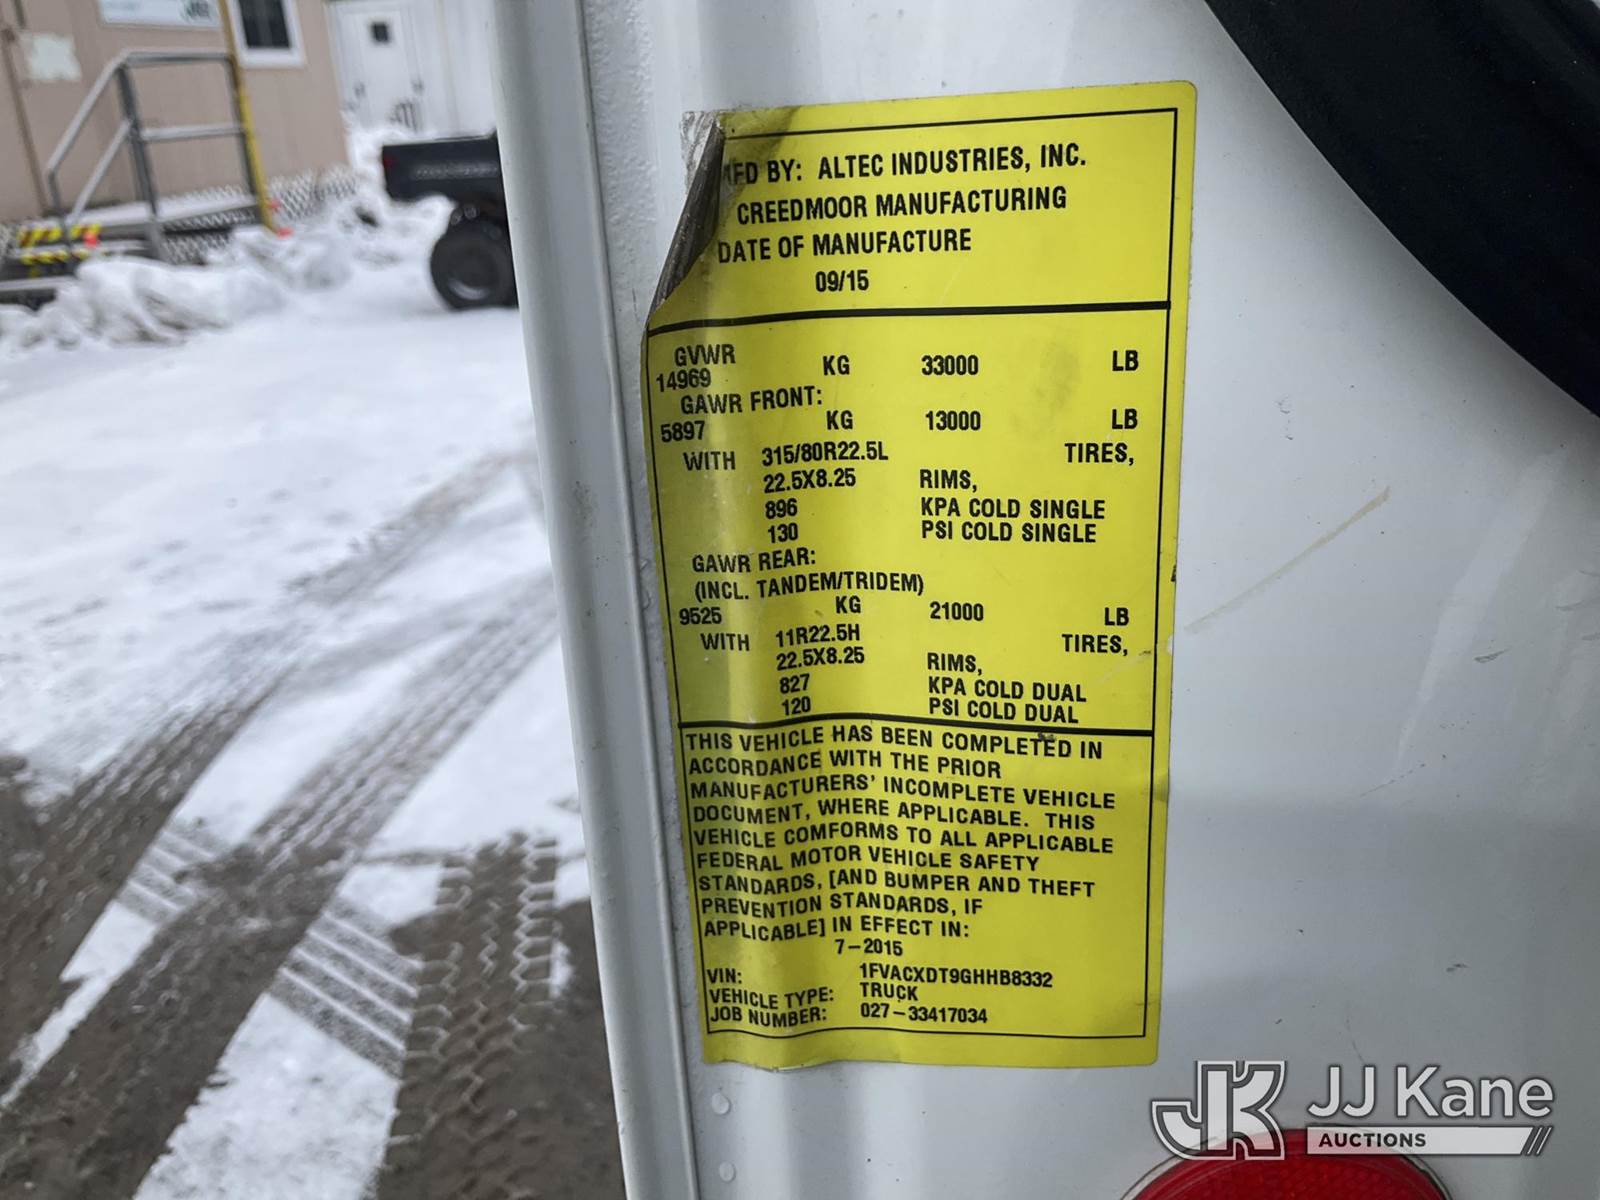 MFD BY: ALTEC INDUSTRIES, INC.
CREEDMOOR MANUFACTURING
DATE OF MANUFACTURE
09/15
GVWR
14969 KG 33000 LB
GAWR FRONT:
5897 KG 13000 LB
WITH 315/80R22.5L TIRES,
22.5X8.25 RIMS,
896 KPA COLD SINGLE
130 PSI COLD SINGLE
GAWR REAR:
(INCL. TANDEM/TRIDEM)
9525 KG 21000 LB
WITH 11R22.5H TIRES,
22.5X8.25 RIMS,
827 KPA COLD DUAL
120 PSI COLD DUAL
THIS VEHICLE HAS BEEN COMPLETED IN
ACCORDANCE WITH THE PRIOR
MANUFACTURERS' INCOMPLETE VEHICLE
DOCUMENT, WHERE APPLICABLE. THIS
VEHICLE COMFORMS TO ALL APPLICABLE
FEDERAL MOTOR VEHICLE SAFETY
STANDARDS, [AND BUMPER AND THEFT
PREVENTION STANDARDS, IF
APPLICABLE] IN EFFECT IN:
7-2015
VIN: 1FVACXDT9GHHB8332
VEHICLE TYPE: TRUCK
JOB NUMBER: 027-33417034
JK JJ Kane
AUCTIONS